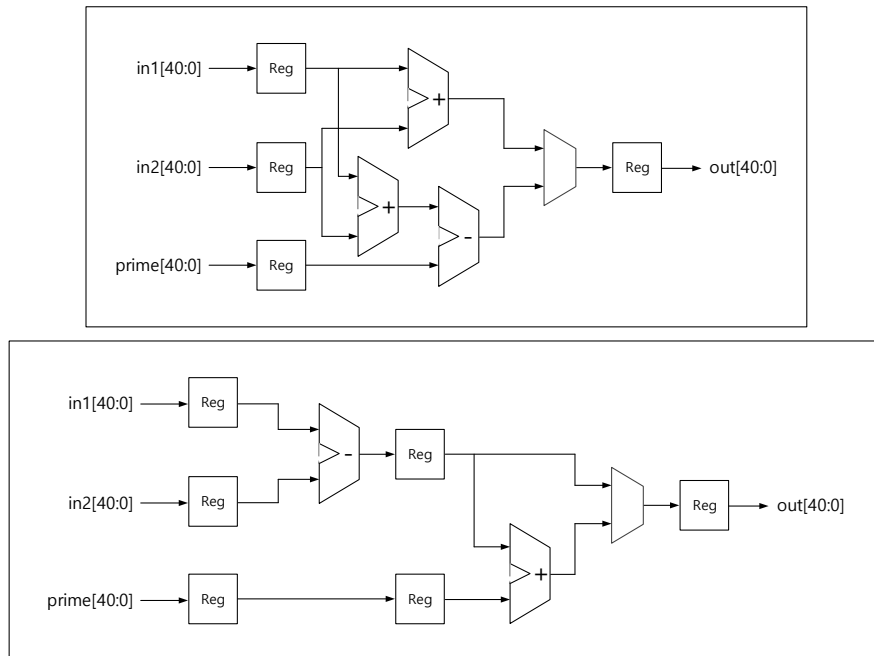 in1[40:0]
Reg
+
in2[40:0]
Reg
+
-
Reg
out[40:0]
prime[40:0]
Reg
in1[40:0]
Reg
-
Reg
in2[40:0]
Reg
Reg
out[40:0]
+
prime[40:0]
Reg
Reg